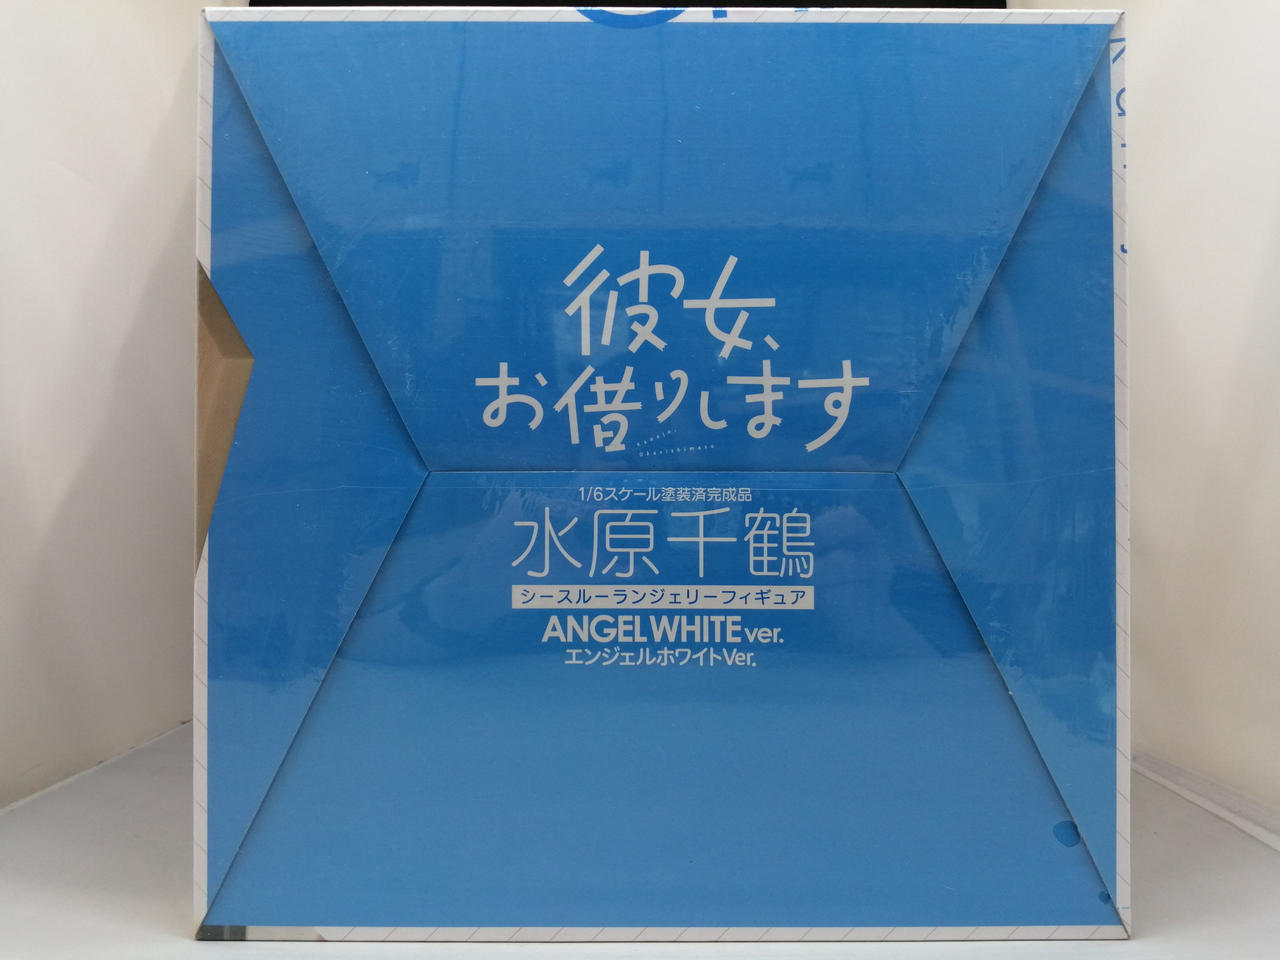 彼女、
お借りします
Kanojo,
Okarishimasu
1/6スケール塗装済完成品
水原千鶴
シースルーランジェリーフィギュア
ANGEL WHITE ver.
エンジェルホワイトVer.